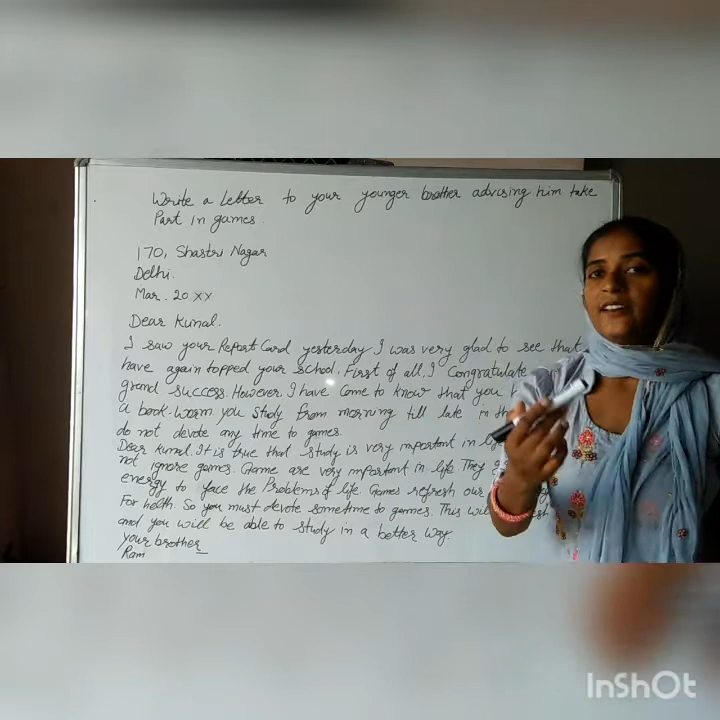 Write a Letter to your younger brother advising him take
Part in games.
170, Shastri Nagar
Delhi.
Mar. 20 XX
Dear Kunal.
I saw your Report Card yesterday I was very glad to see that
have again topped your school. First of all, I Congratulate
grand success. However, I have Come to know that you
a book-worm you Study from morning till late in th
do not devote any time to games.
Dear Kunal. It is true that study is very important in
not ignore games. Game are very important in life. They
energy to face the Problems of life. Games refresh our
For helth. So you must devote sometime to games. This will
and you will be able to study in a better way.
Your brother
Ram
InShOt